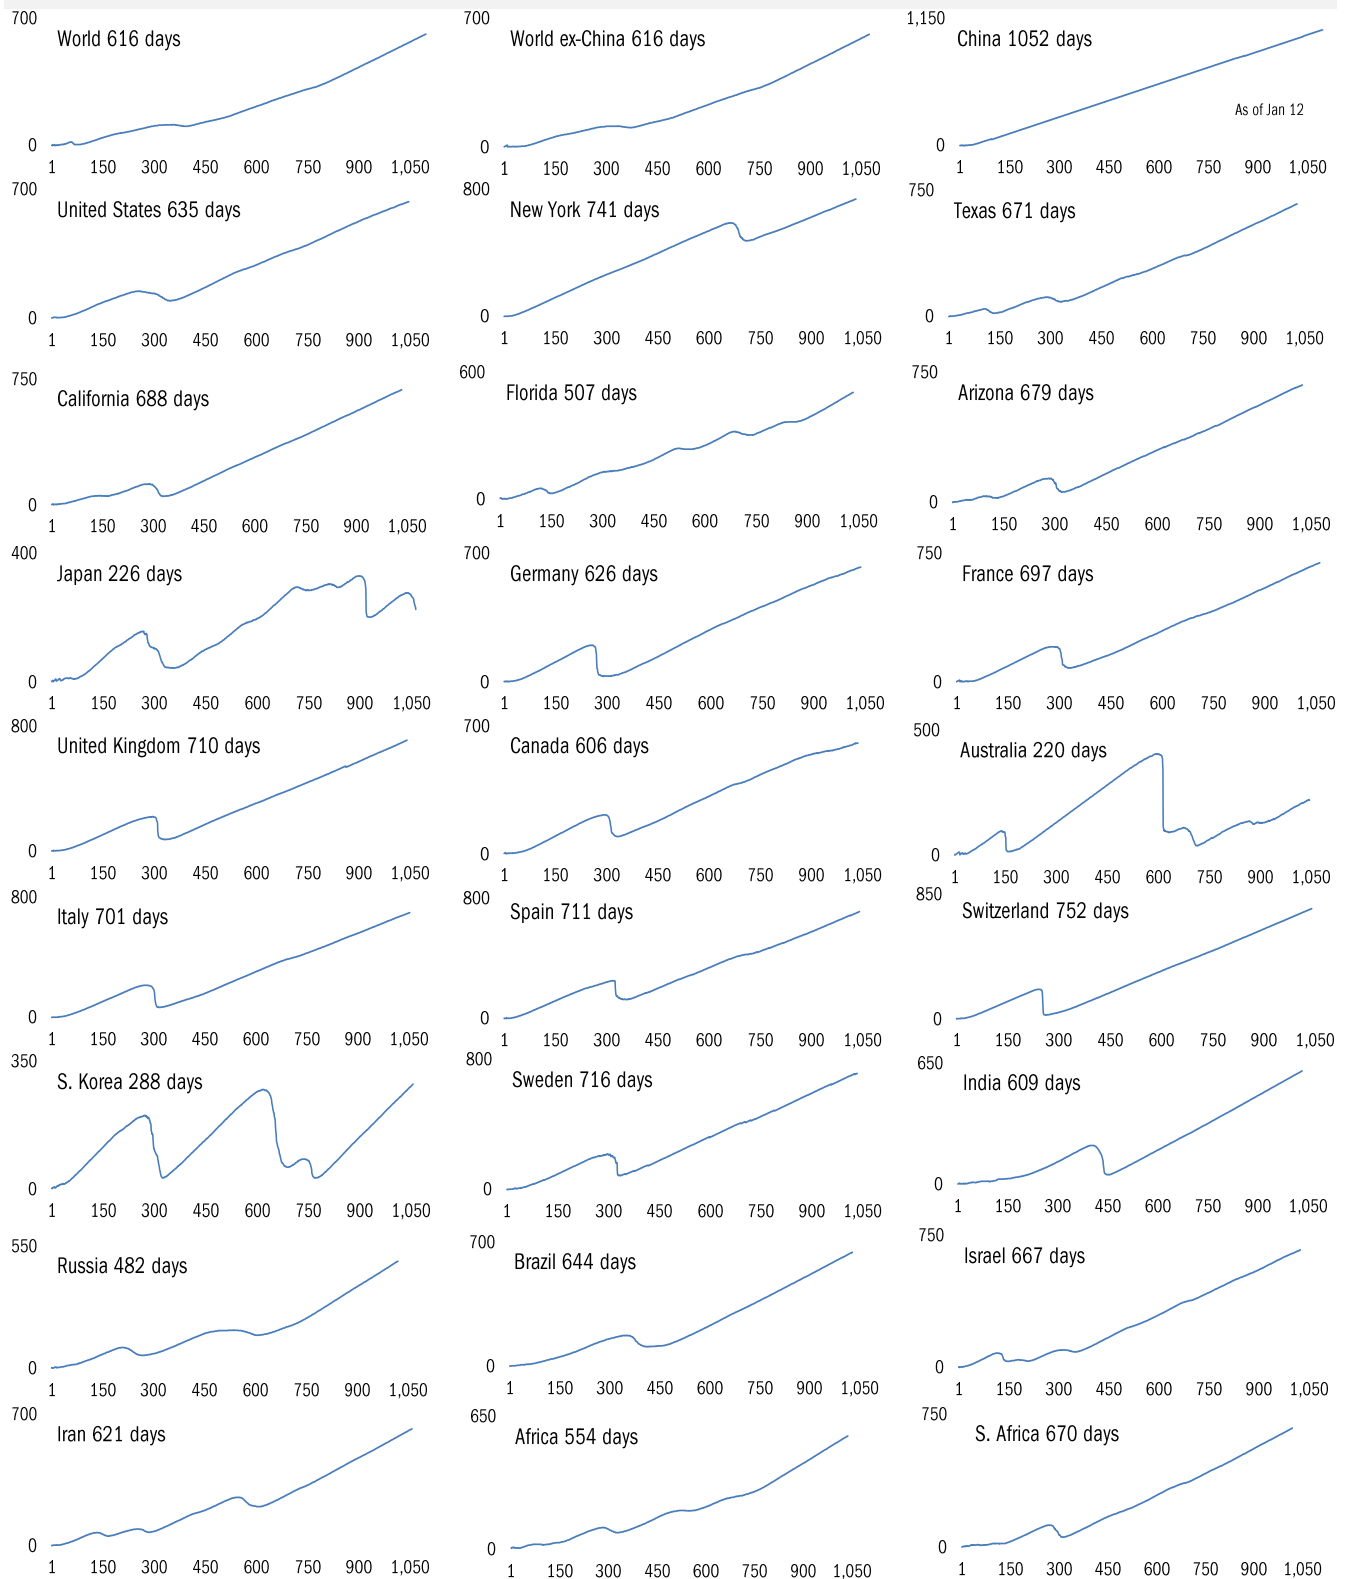 700
World 616 days
0
1 150 300 450 600 750 900 1,050
700
World ex-China 616 days
0
1 150 300 450 600 750 900 1,050
1,150
China 1052 days
As of Jan 12
0
1 150 300 450 600 750 900 1,050
700
United States 635 days
0
1 150 300 450 600 750 900 1,050
800
New York 741 days
0
1 150 300 450 600 750 900 1,050
750
Texas 671 days
0
1 150 300 450 600 750 900 1,050
750
California 688 days
0
1 150 300 450 600 750 900 1,050
600
Florida 507 days
0
1 150 300 450 600 750 900 1,050
750
Arizona 679 days
0
1 150 300 450 600 750 900 1,050
400
Japan 226 days
0
1 150 300 450 600 750 900 1,050
700
Germany 626 days
0
1 150 300 450 600 750 900 1,050
750
France 697 days
0
1 150 300 450 600 750 900 1,050
800
United Kingdom 710 days
0
1 150 300 450 600 750 900 1,050
700
Canada 606 days
0
1 150 300 450 600 750 900 1,050
500
Australia 220 days
0
1 150 300 450 600 750 900 1,050
800
Italy 701 days
0
1 150 300 450 600 750 900 1,050
800
Spain 711 days
0
1 150 300 450 600 750 900 1,050
850
Switzerland 752 days
0
1 150 300 450 600 750 900 1,050
350
S. Korea 288 days
0
1 150 300 450 600 750 900 1,050
800
Sweden 716 days
0
1 150 300 450 600 750 900 1,050
650
India 609 days
0
1 150 300 450 600 750 900 1,050
550
Russia 482 days
0
1 150 300 450 600 750 900 1,050
700
Brazil 644 days
0
1 150 300 450 600 750 900 1,050
750
Israel 667 days
0
1 150 300 450 600 750 900 1,050
700
Iran 621 days
0
1 150 300 450 600 750 900 1,050
650
Africa 554 days
0
1 150 300 450 600 750 900 1,050
750
S. Africa 670 days
0
1 150 300 450 600 750 900 1,050